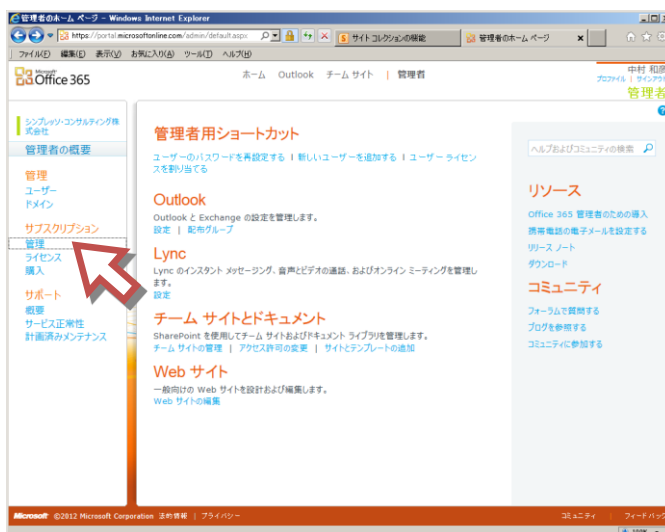 管理者のホーム ページ - Windows Internet Explorer
https://portal.microsoftonline.com/admin/default.aspx
サイト コレクションの機能
管理者のホーム ページ
ファイル(F) 編集(E) 表示(V) お気に入り(A) ツール(T) ヘルプ(H)
Microsoft
Office 365
ホーム Outlook チーム サイト | 管理者
中村 和彦
プロファイル | サインアウ
管理者
シンプレッソ・コンサルティング株
式会社
管理者の概要
管理
ユーザー
ドメイン
サブスクリプション
管理
ライセンス
購入
サポート
概要
サービス正常性
計画済みメンテナンス
管理者用ショートカット
ユーザーのパスワードを再設定する | 新しいユーザーを追加する | ユーザー ライセン
スを割り当てる
Outlook
Outlook と Exchange の設定を管理します。
設定 | 配布グループ
Lync
Lync のインスタント メッセージング、音声とビデオの通話、およびオンライン ミーティングを管理し
ます。
設定
チーム サイトとドキュメント
SharePoint を使用してチーム サイトおよびドキュメント ライブラリを管理します。
チーム サイトの管理 | アクセス許可の変更 | サイトとテンプレートの追加
Web サイト
一般向けの Web サイトを設計および編集します。
Web サイトの編集
ヘルプおよびコミュニティの検索
リソース
Office 365 管理者のための導入
携帯電話の電子メールを設定する
リリース ノート
ダウンロード
コミュニティ
フォーラムで質問する
ブログを参照する
コミュニティに参加する
Microsoft ©2012 Microsoft Corporation 法的情報 | プライバシー
コミュニティ | フィードバック
100%